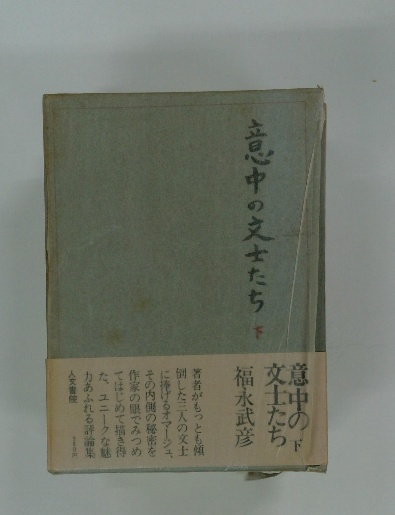 意中の文士たち
下
意中の
文士たち 下
福永武彦
著者がもっとも傾
倒した三人の文士
に捧げるオマージュ。
その内側の秘密を
作家の眼でみつめ
てはじめて描き得
た、ユニークな魅
力あふれる評論集
人文書院